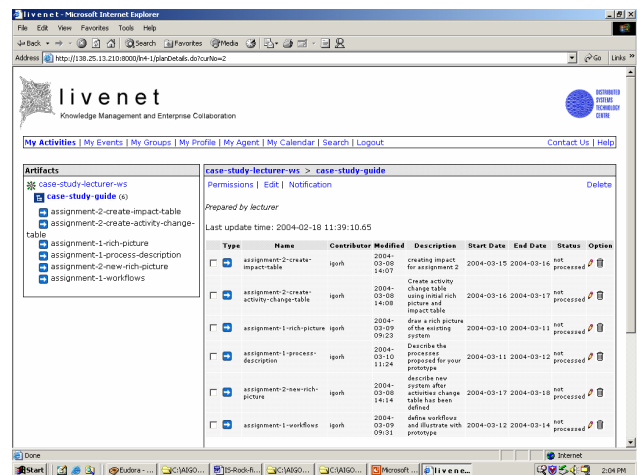 livenet - Microsoft Internet Explorer
File Edit View Favorites Tools Help
Back Search Favorites Media
Address http://138.25.13.210:8000/ln4-1/planDetails.do?curNo=2 Go Links »
livenet
Knowledge Management and Enterprise Collaboration
DISTRIBUTED
SYSTEMS
TECHNOLOGY
CENTRE
My Activities | My Events | My Groups | My Profile | My Agent | My Calendar | Search | Logout Contact Us | Help
Artifacts
case-study-lecturer-ws
case-study-guide (6)
assignment-2-create-impact-table
assignment-2-create-activity-change-
table
assignment-1-rich-picture
assignment-1-process-description
assignment-2-new-rich-picture
assignment-1-workflows
case-study-lecturer-ws > case-study-guide
Permissions | Edit | Notification Delete
Prepared by lecturer
Last update time: 2004-02-18 11:39:10.65
Type Name Contributor Modified Description Start Date End Date Status Option
assignment-2-create-
impact-table
igorh
2004-
03-08
14:07
creating impact
for assignment 2
2004-03-15 2004-03-16
not
processed
assignment-2-create-
activity-change-table
igorh
2004-
03-08
14:08
Create activity
change table
using initial rich
picture and
impact table
2004-03-16 2004-03-17
not
processed
assignment-1-rich-picture
igorh
2004-
03-09
09:23
draw a rich picture
of the existing
system
2004-03-10 2004-03-11
not
processed
assignment-1-process-
description
igorh
2004-
03-10
11:24
Describe the
processes
proposed for your
prototype
2004-03-11 2004-03-12
not
processed
assignment-2-new-rich-
picture
igorh
2004-
03-08
14:14
describe new
system after
activities change
table has been
defined
2004-03-17 2004-03-18
not
processed
assignment-1-workflows
igorh
2004-
03-09
09:31
define workflows
and illustrate with
prototype
2004-03-12 2004-03-14
not
processed
Done Internet
Start Eudora - ... C:\AIGO... IS-Rock-fi... C:\AIGO... C:\AIGO... Microsoft ... livene... 2:04 PM